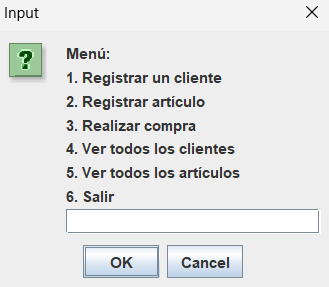 Input
Menú:
1. Registrar un cliente
2. Registrar artículo
3. Realizar compra
4. Ver todos los clientes
5. Ver todos los artículos
6. Salir
OK Cancel